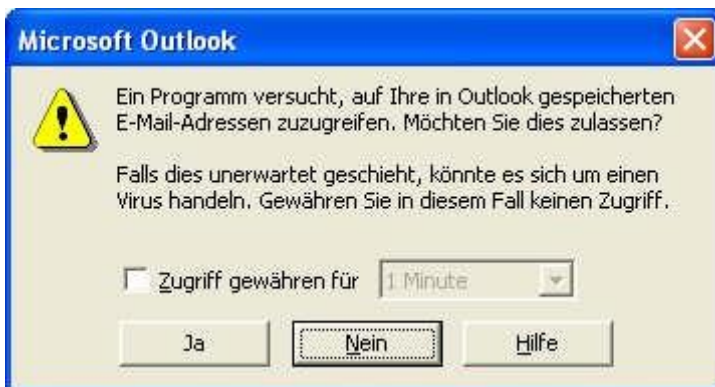 Microsoft Outlook
Ein Programm versucht, auf Ihre in Outlook gespeicherten
E-Mail-Adressen zuzugreifen. Möchten Sie dies zulassen?
Falls dies unerwartet geschieht, könnte es sich um einen
Virus handeln. Gewähren Sie in diesem Fall keinen Zugriff.
Zugriff gewähren für 1 Minute
Ja Nein Hilfe